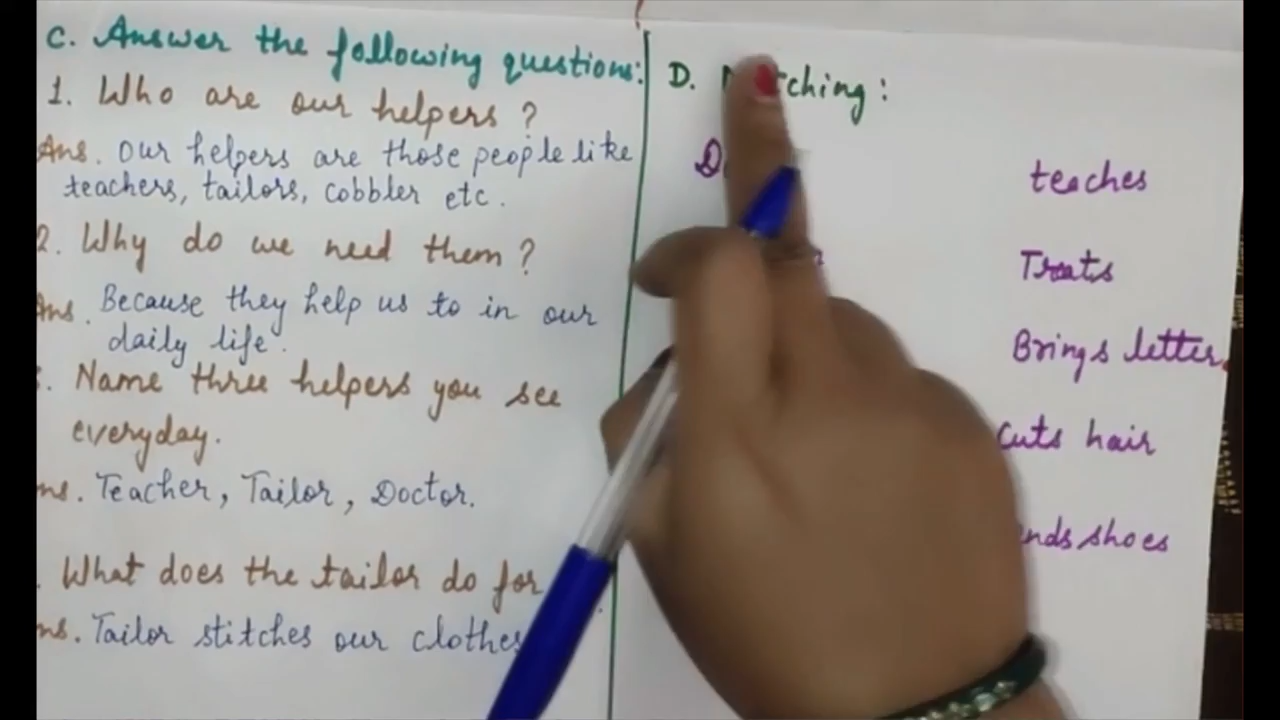 C. Answer the following questions:
1. Who are our helpers ?
Ans. Our helpers are those people like
teachers, tailors, cobbler etc.
2. Why do we need them ?
Ans. Because they help us to in our
daily life.
. Name three helpers you see
everyday.
ns. Teacher, Tailor, Doctor.
. What does the tailor do for
ns. Tailor stitches our clothes
D.
teaches
Treats
Brings letter
cuts hair
shoes